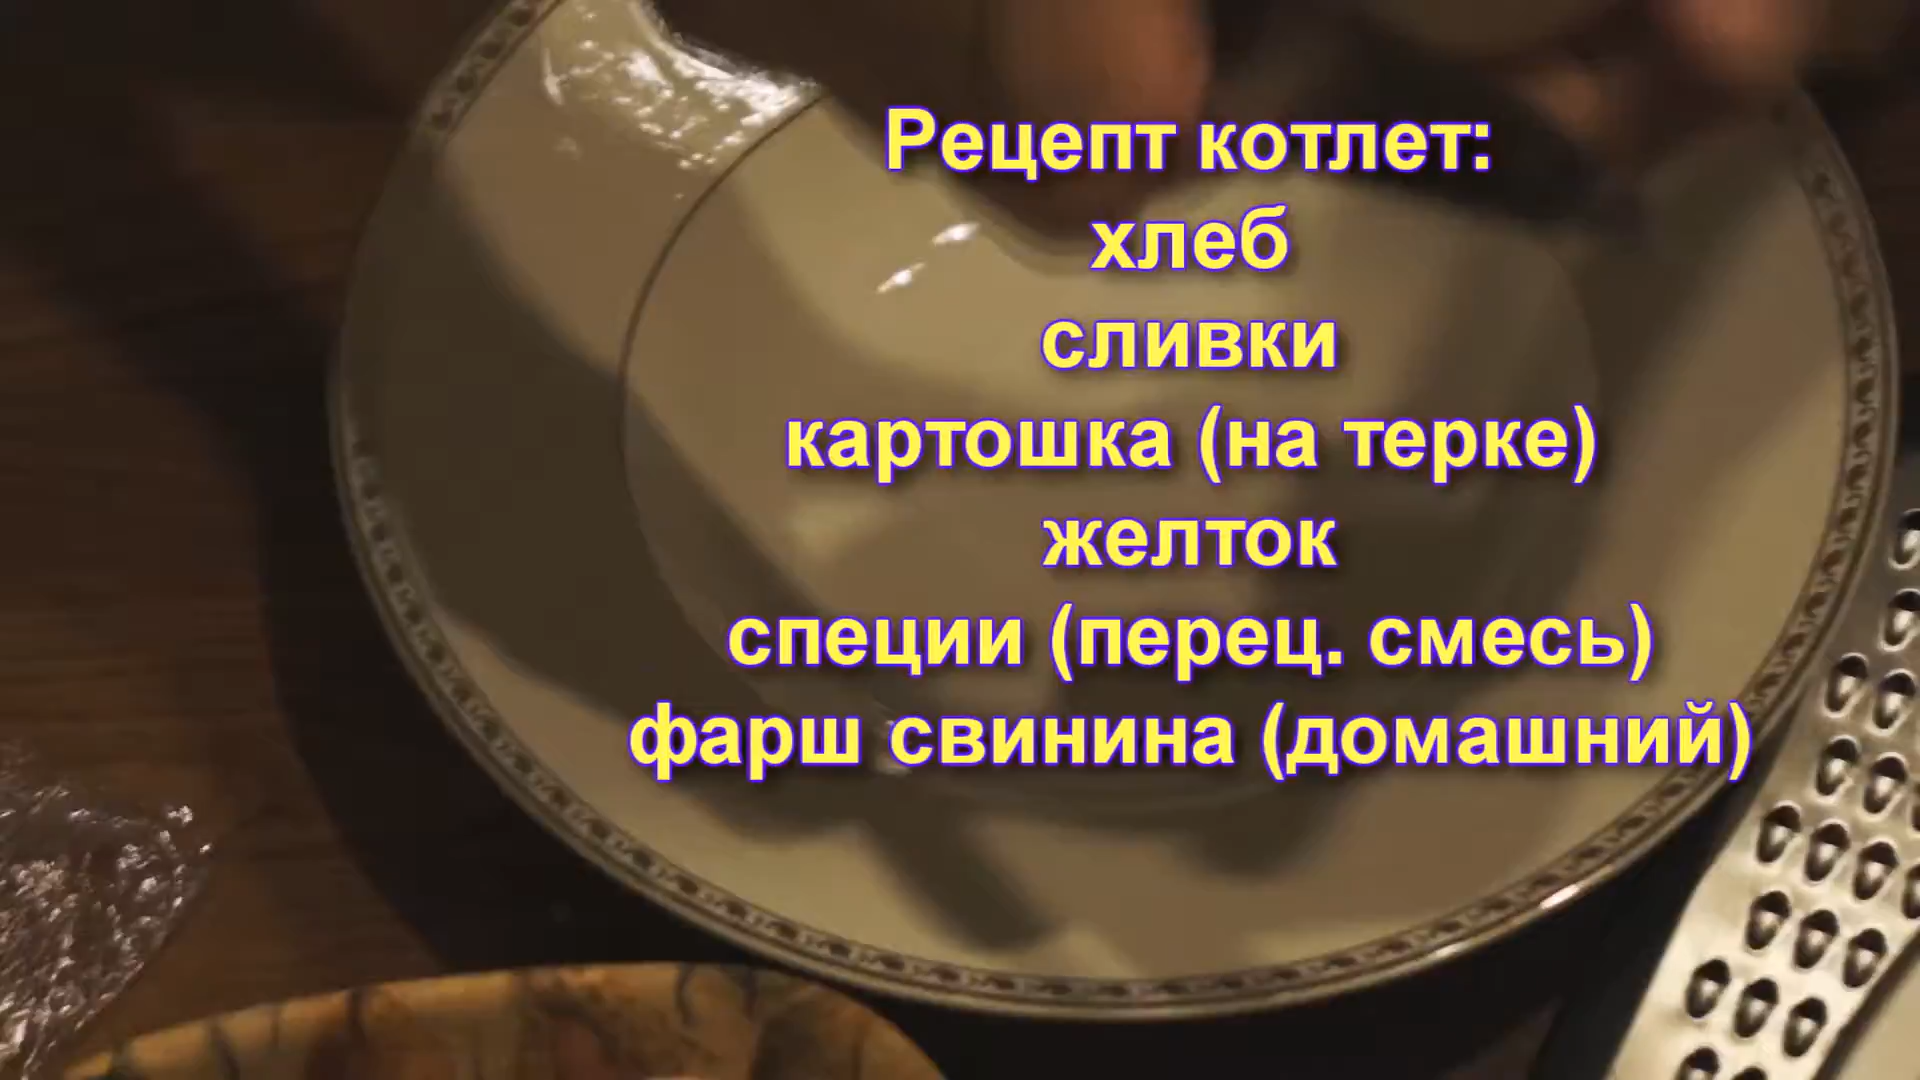 Рецепт котлет:
хлеб
сливки
картошка (на терке)
желток
специи (перец. смесь)
фарш свинина (домашний)